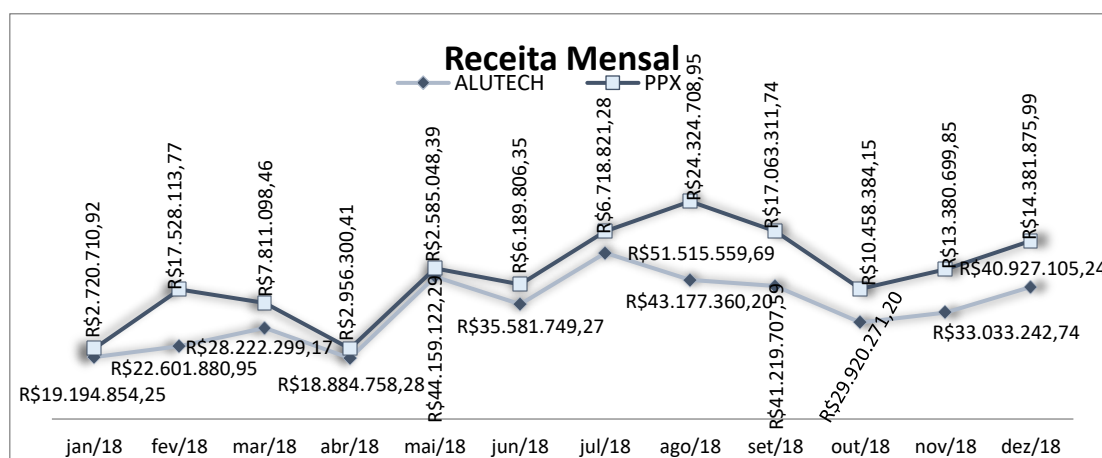 Receita Mensal
ALUTECH PPX
R$2.720.710,92
R$17.528.113,77
R$7.811.098,46
R$2.956.300,41
R$2.585.048,39
R$6.189.806,35
R$6.718.821,28
R$24.324.708,95
R$17.063.311,74
R$10.458.384,15
R$13.380.699,85
R$14.381.875,99
R$19.194.854,25
R$22.601.880,95
R$28.222.299,17
R$18.884.758,28
R$44.159.122,29
R$35.581.749,27
R$51.515.559,69
R$43.177.360,20
R$41.219.707,59
R$29.920.271,20
R$33.033.242,74
R$40.927.105,24
jan/18 fev/18 mar/18 abr/18 mai/18 jun/18 jul/18 ago/18 set/18 out/18 nov/18 dez/18